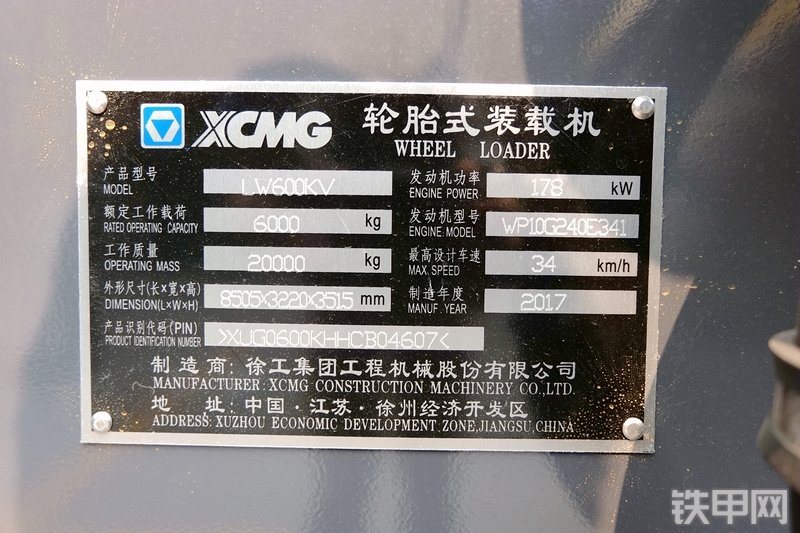 XCMG 轮胎式装载机
WHEEL LOADER
产品型号 LW600KV 发动机功率 178 kW
MODEL ENGINE POWER
额定工作载荷 6000 kg 发动机型号 WP10G240E341
RATED OPERATING CAPACITY ENGINE MODEL
工作质量 20000 kg 最高设计车速 34 km/h
OPERATING MASS MAX. SPEED
外形尺寸(长×宽×高) 8505×3220×3515 mm 制造年度 2017
DIMENSION(L×W×H) MANUF. YEAR
产品识别代码(PIN) >XUG0600KHHCB04607<
PRODUCT IDENTIFICATION NUMBER
制造商:徐工集团工程机械股份有限公司
MANUFACTURER:XCMG CONSTRUCTION MACHINERY CO.,LTD.
地 址:中国·江苏·徐州经济开发区
ADDRESS:XUZHOU ECONOMIC DEVELOPMENT ZONE,JIANGSU,CHINA
铁甲网